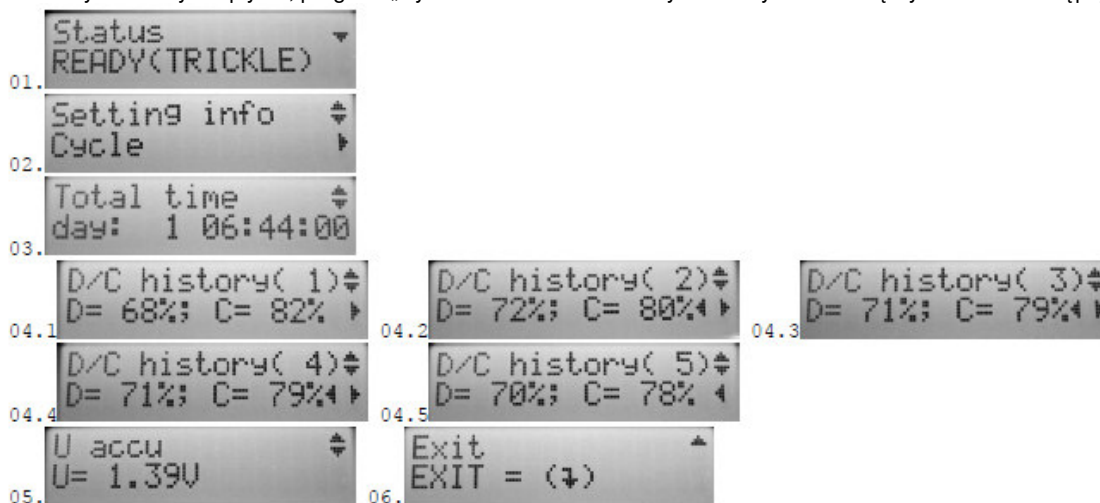 01. Status
READY(TRICKLE)
02. Setting info
Cycle
03. Total time
day: 1 06:44:00
04.1 D/C history( 1)
D= 68%; C= 82%
04.2 D/C history( 2)
D= 72%; C= 80%
04.3 D/C history( 3)
D= 71%; C= 79%
04.4 D/C history( 4)
D= 71%; C= 79%
04.5 D/C history( 5)
D= 70%; C= 78%
05. U accu
U= 1.39V
06. Exit
EXIT = (↴)